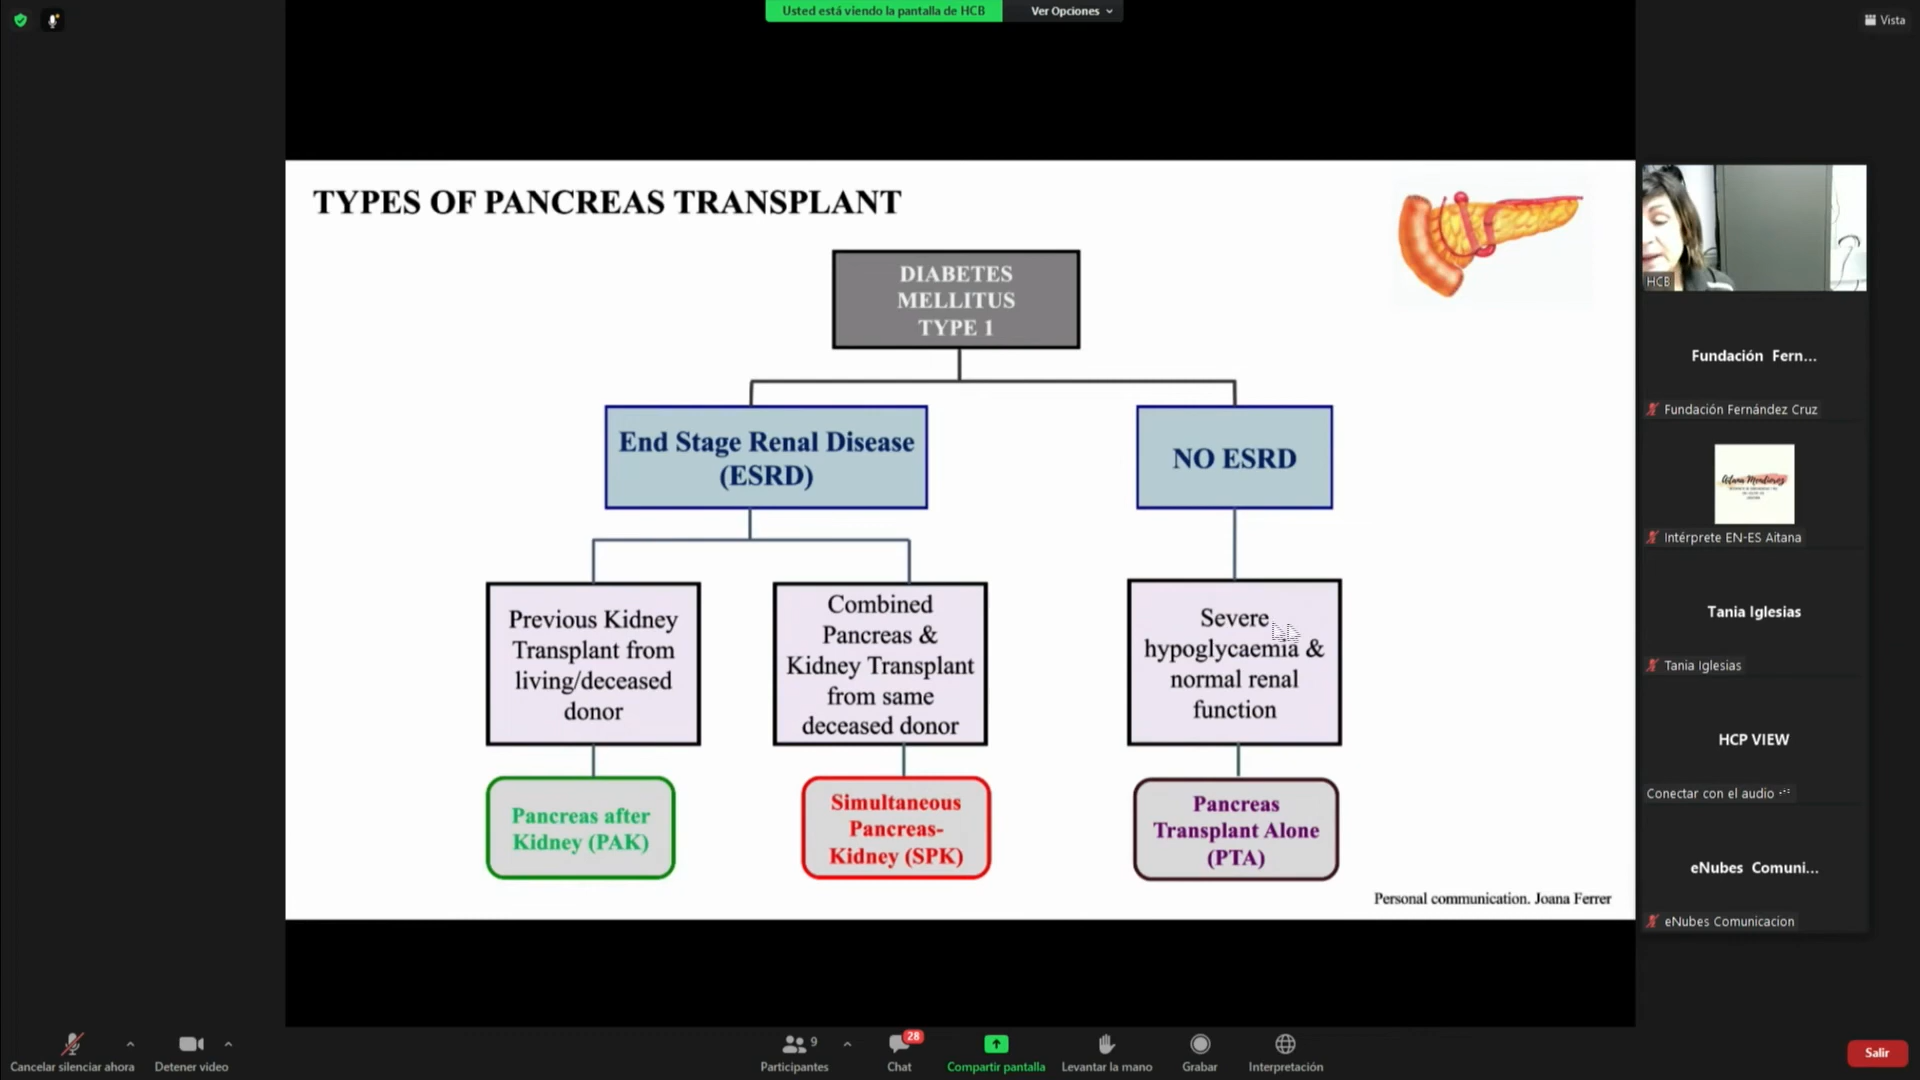 Usted está viendo la pantalla de HCB
Ver Opciones
Vista
TYPES OF PANCREAS TRANSPLANT
DIABETES
MELLITUS
TYPE 1
End Stage Renal Disease
(ESRD)
NO ESRD
Previous Kidney
Transplant from
living/deceased
donor
Combined
Pancreas &
Kidney Transplant
from same
deceased donor
Severe
hypoglycaemia &
normal renal
function
Pancreas after
Kidney (PAK)
Simultaneous
Pancreas-
Kidney (SPK)
Pancreas
Transplant Alone
(PTA)
Personal communication. Joana Ferrer
HCB
Fundación Fern...
Fundación Fernández Cruz
Intérprete EN-ES Aitana
Tania Iglesias
Tania Iglesias
HCP VIEW
Conectar con el audio
eNubes Comuni...
eNubes Comunicacion
Cancelar silenciar ahora
Detener video
9
Participantes
28
Chat
Compartir pantalla
Levantar la mano
Grabar
Interpretación
Salir